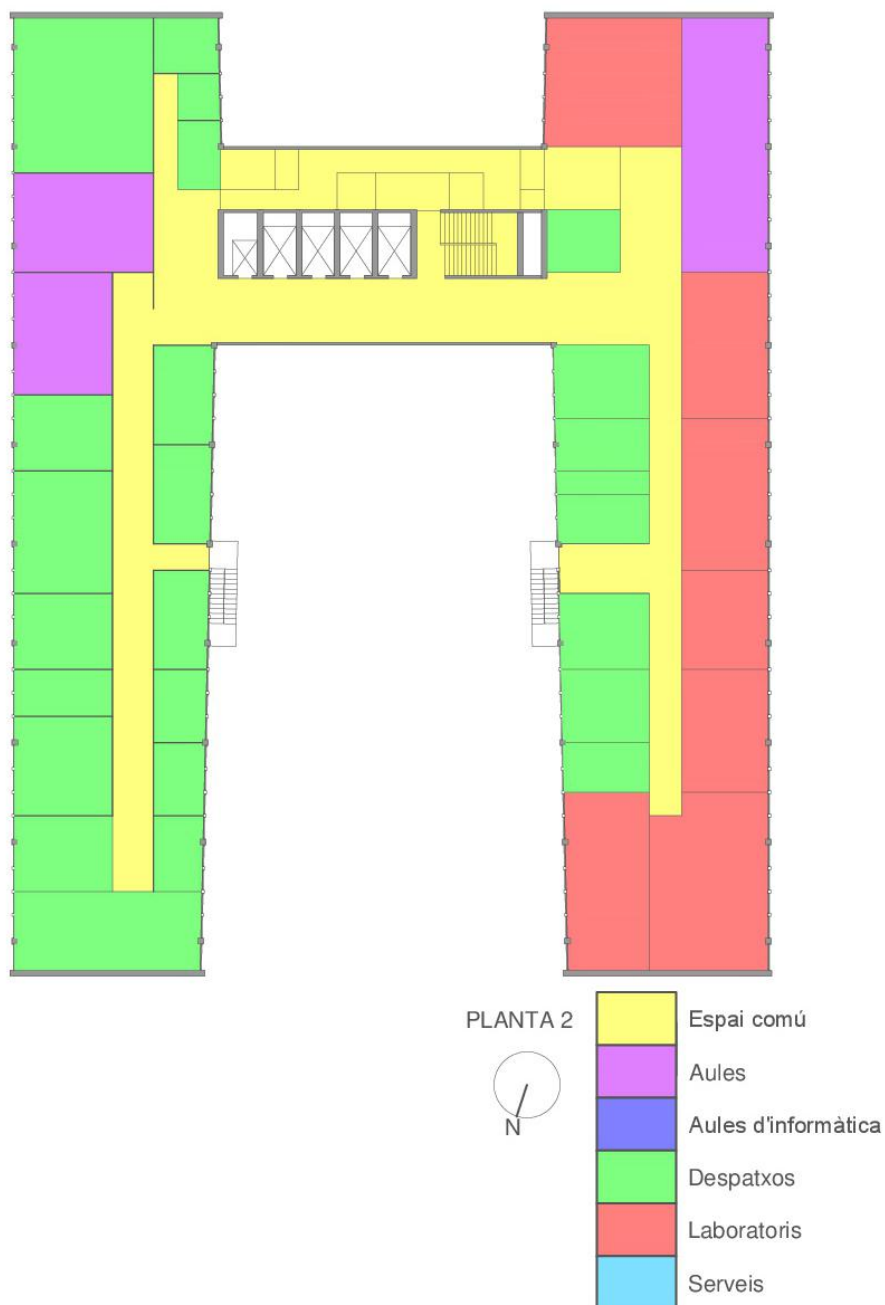 PLANTA 2
N
Espai comú
Aules
Aules d'informàtica
Despatxos
Laboratoris
Serveis